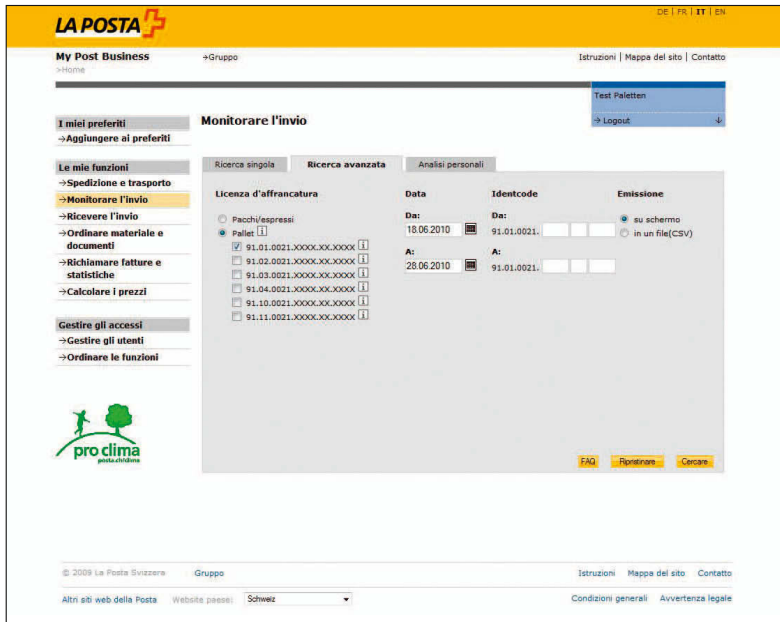 DE | FR | IT | EN
LA POSTA
My Post Business
→Gruppo
Istruzioni | Mappa del sito | Contatto
>Home
Test Paletten
→ Logout
I miei preferiti
→Aggiungere ai preferiti
Monitorare l'invio
Le mie funzioni
→Spedizione e trasporto
→Monitorare l'invio
→Ricevere l'invio
→Ordinare materiale e
documenti
→Richiamare fatture e
statistiche
→Calcolare i prezzi
Gestire gli accessi
→Gestire gli utenti
→Ordinare le funzioni
pro clima
posta.ch/clima
Ricerca singola
Ricerca avanzata
Analisi personali
Licenza d'affrancatura
Pacchi/espressi
Pallet i
91.01.0021.XXXX.XX.XXXX i
91.02.0021.XXXX.XX.XXXX i
91.03.0021.XXXX.XX.XXXX i
91.04.0021.XXXX.XX.XXXX i
91.10.0021.XXXX.XX.XXXX i
91.11.0021.XXXX.XX.XXXX i
Data
Da:
18.06.2010
A:
28.06.2010
Identcode
Da:
91.01.0021.
A:
91.01.0021.
Emissione
su schermo
in un file(CSV)
FAQ
Ripristinare
Cercare
© 2009 La Posta Svizzera
Gruppo
Istruzioni Mappa del sito Contatto
Altri siti web della Posta
Website paese:
Schweiz
Condizioni generali Avvertenza legale